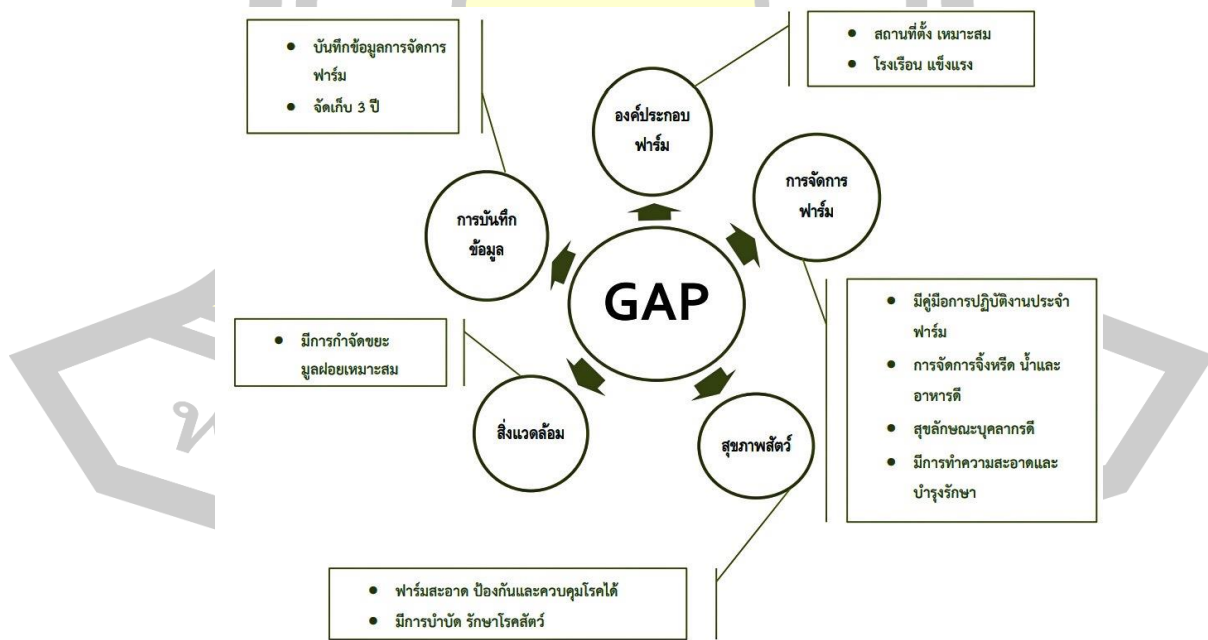 บันทึกข้อมูลการจัดการ
ฟาร์ม
จัดเก็บ 3 ปี
สถานที่ตั้ง เหมาะสม
โรงเรือน แข็งแรง
องค์ประกอบ
ฟาร์ม
การจัดการ
ฟาร์ม
การบันทึก
ข้อมูล
GAP
มีคู่มือการปฏิบัติงานประจำ
ฟาร์ม
การจัดการจิ้งหรีด น้ำและ
อาหารดี
สุขลักษณะบุคลากรดี
มีการทำความสะอาดและ
บำรุงรักษา
มีการกำจัดขยะ
มูลฝอยเหมาะสม
สิ่งแวดล้อม
สุขภาพสัตว์
ฟาร์มสะอาด ป้องกันและควบคุมโรคได้
มีการบำบัด รักษาโรคสัตว์